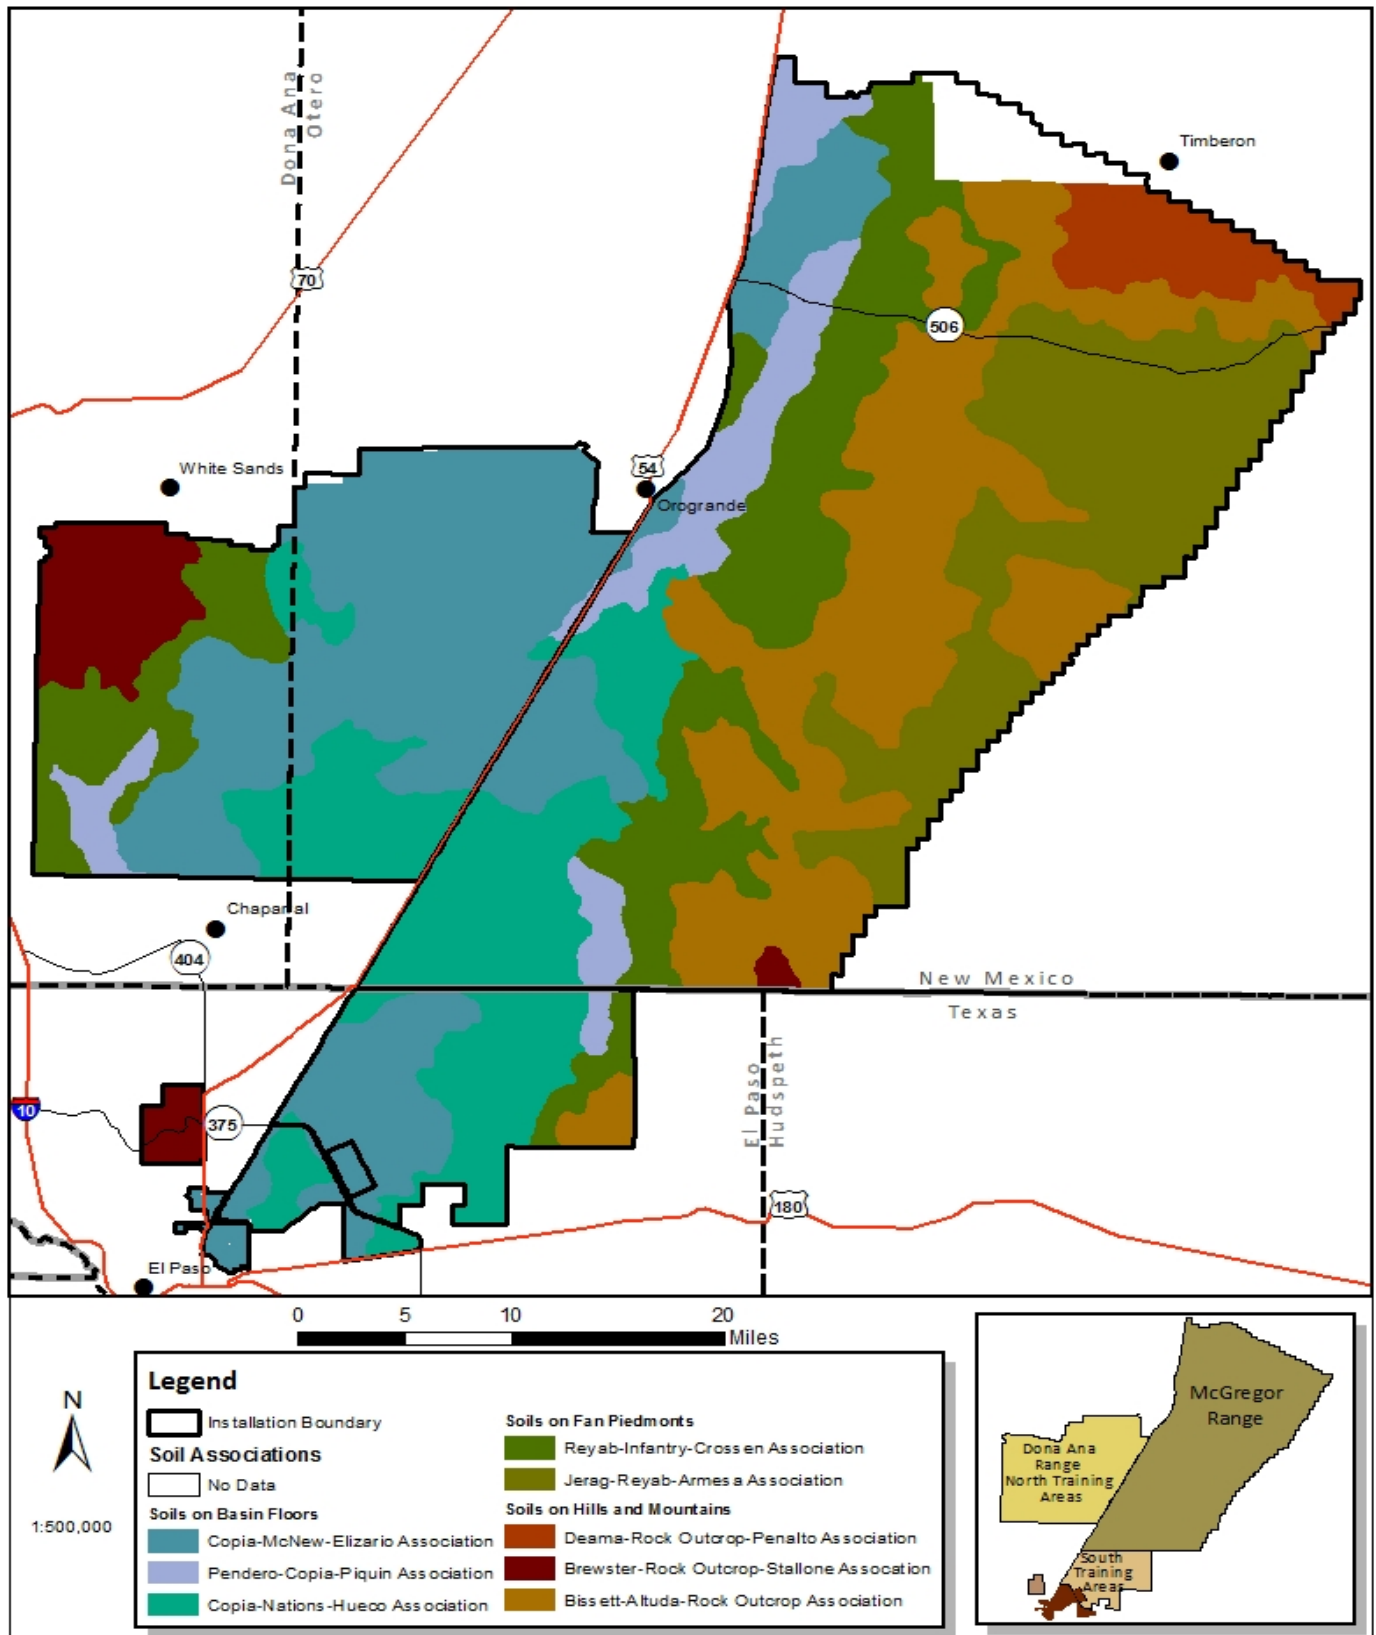 Dona Ana
Otero
Timberon
70
506
White Sands
54
Orogrande
Chaparral
404
New Mexico
Texas
El Paso
Hudspeth
10
375
180
El Paso
0 5 10 20
Miles
N
1:500,000
Legend
Installation Boundary
Soil Associations
No Data
Soils on Basin Floors
Copia-McNew-Elizario Association
Pendero-Copia-Piquin Association
Copia-Nations-Hueco Association
Soils on Fan Piedmonts
Reyab-Infantry-Crossen Association
Jerag-Reyab-Armesa Association
Soils on Hills and Mountains
Deama-Rock Outcrop-Penalto Association
Brewster-Rock Outcrop-Stallone Assocation
Bissett-Altuda-Rock Outcrop Association
McGregor
Range
Dona Ana
Range
North Training
Areas
South
Training
Areas